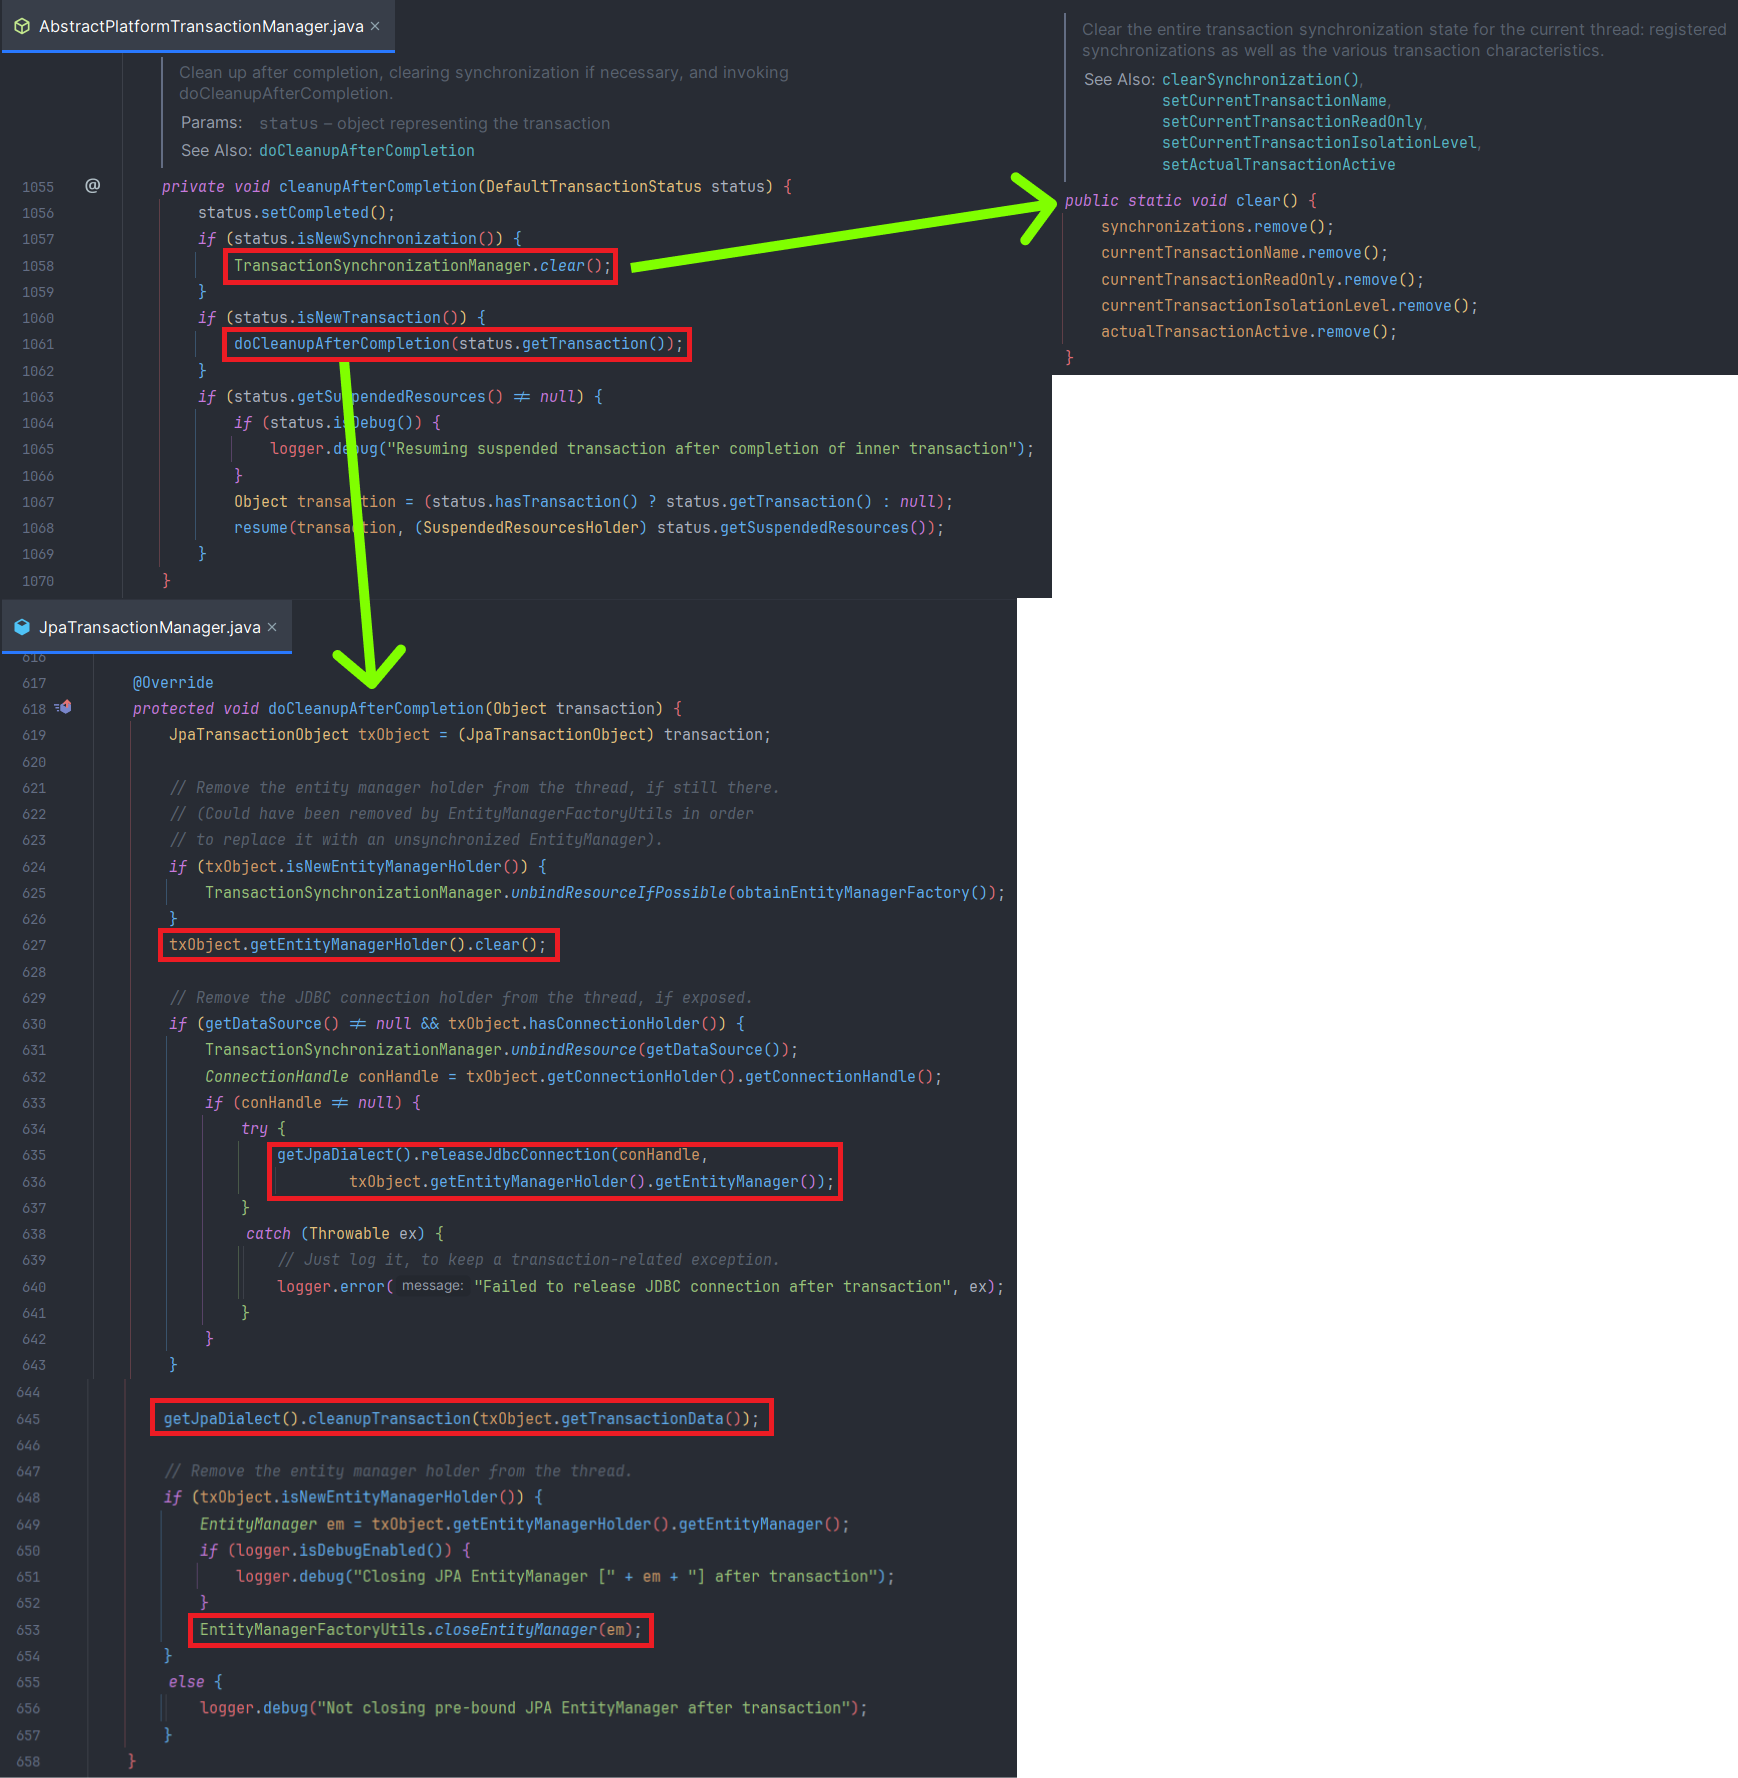 AbstractPlatformTransactionManager.java ×
Clean up after completion, clearing synchronization if necessary, and invoking
doCleanupAfterCompletion.
Params: status – object representing the transaction
See Also: doCleanupAfterCompletion
1055 @ private void cleanupAfterCompletion(DefaultTransactionStatus status) {
1056 status.setCompleted();
1057 if (status.isNewSynchronization()) {
1058 TransactionSynchronizationManager.clear();
1059 }
1060 if (status.isNewTransaction()) {
1061 doCleanupAfterCompletion(status.getTransaction());
1062 }
1063 if (status.getSuspendedResources() ≠ null) {
1064 if (status.isDebug()) {
1065 logger.debug("Resuming suspended transaction after completion of inner transaction");
1066 }
1067 Object transaction = (status.hasTransaction() ? status.getTransaction() : null);
1068 resume(transaction, (SuspendedResourcesHolder) status.getSuspendedResources());
1069 }
1070 }
Clear the entire transaction synchronization state for the current thread: registered
synchronizations as well as the various transaction characteristics.
See Also: clearSynchronization(),
setCurrentTransactionName,
setCurrentTransactionReadOnly,
setCurrentTransactionIsolationLevel,
setActualTransactionActive
public static void clear() {
synchronizations.remove();
currentTransactionName.remove();
currentTransactionReadOnly.remove();
currentTransactionIsolationLevel.remove();
actualTransactionActive.remove();
}
JpaTransactionManager.java ×
616
617 @Override
618 protected void doCleanupAfterCompletion(Object transaction) {
619 JpaTransactionObject txObject = (JpaTransactionObject) transaction;
620
621 // Remove the entity manager holder from the thread, if still there.
622 // (Could have been removed by EntityManagerFactoryUtils in order
623 // to replace it with an unsynchronized EntityManager).
624 if (txObject.isNewEntityManagerHolder()) {
625 TransactionSynchronizationManager.unbindResourceIfPossible(obtainEntityManagerFactory());
626 }
627 txObject.getEntityManagerHolder().clear();
628
629 // Remove the JDBC connection holder from the thread, if exposed.
630 if (getDataSource() ≠ null && txObject.hasConnectionHolder()) {
631 TransactionSynchronizationManager.unbindResource(getDataSource());
632 ConnectionHandle conHandle = txObject.getConnectionHolder().getConnectionHandle();
633 if (conHandle ≠ null) {
634 try {
635 getJpaDialect().releaseJdbcConnection(conHandle,
636 txObject.getEntityManagerHolder().getEntityManager());
637 }
638 catch (Throwable ex) {
639 // Just log it, to keep a transaction-related exception.
640 logger.error( message: "Failed to release JDBC connection after transaction", ex);
641 }
642 }
643 }
644
645 getJpaDialect().cleanupTransaction(txObject.getTransactionData());
646
647 // Remove the entity manager holder from the thread.
648 if (txObject.isNewEntityManagerHolder()) {
649 EntityManager em = txObject.getEntityManagerHolder().getEntityManager();
650 if (logger.isDebugEnabled()) {
651 logger.debug("Closing JPA EntityManager [" + em + "] after transaction");
652 }
653 EntityManagerFactoryUtils.closeEntityManager(em);
654 }
655 else {
656 logger.debug("Not closing pre-bound JPA EntityManager after transaction");
657 }
658 }